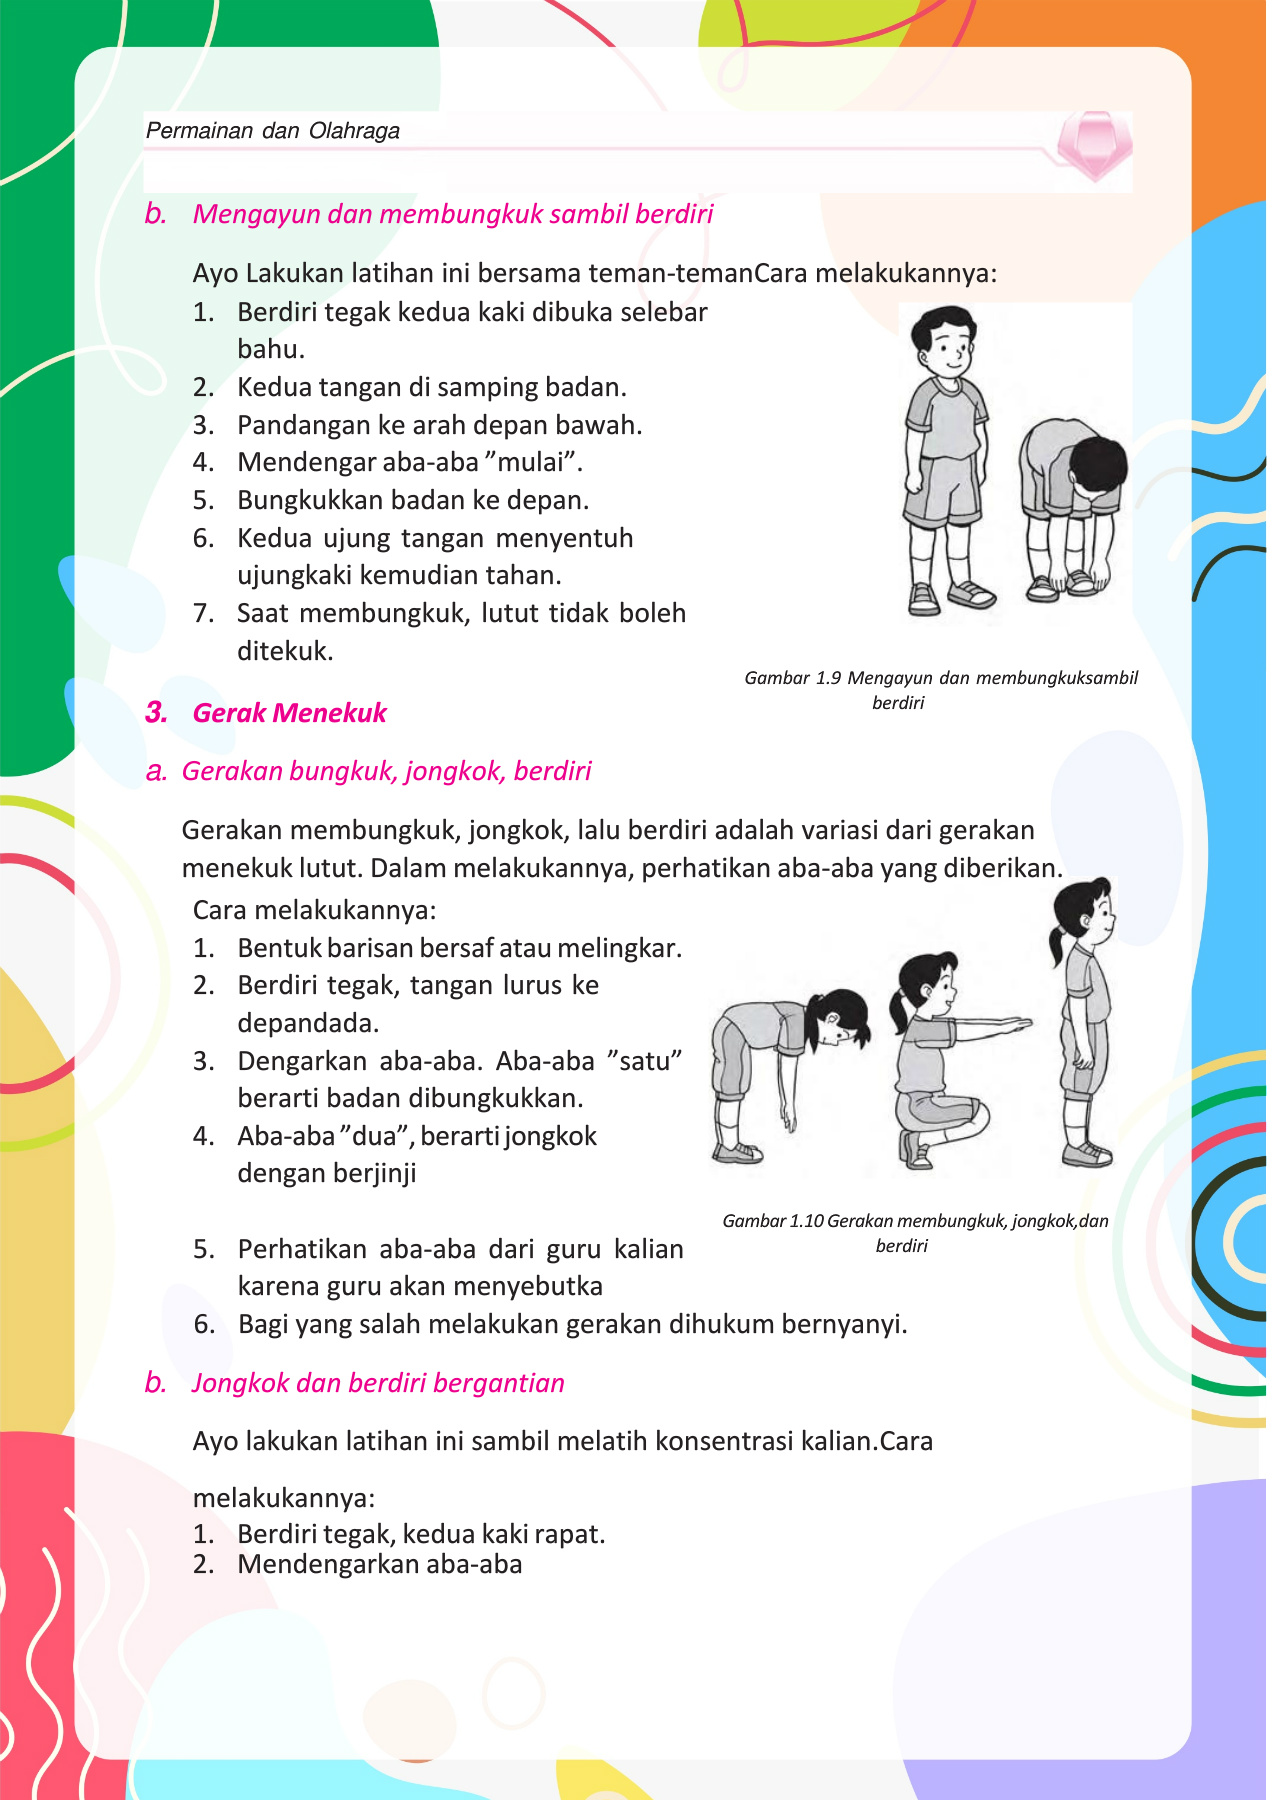 Permainan dan Olahraga
b. Mengayun dan membungkuk sambil berdiri
Ayo Lakukan latihan ini bersama teman-temanCara melakukannya:
1. Berdiri tegak kedua kaki dibuka selebar
bahu.
2. Kedua tangan di samping badan.
3. Pandangan ke arah depan bawah.
4. Mendengar aba-aba ”mulai”.
5. Bungkukkan badan ke depan.
6. Kedua ujung tangan menyentuh
ujungkaki kemudian tahan.
7. Saat membungkuk, lutut tidak boleh
ditekuk.
Gambar 1.9 Mengayun dan membungkuksambil
berdiri
3. Gerak Menekuk
a. Gerakan bungkuk, jongkok, berdiri
Gerakan membungkuk, jongkok, lalu berdiri adalah variasi dari gerakan
menekuk lutut. Dalam melakukannya, perhatikan aba-aba yang diberikan.
Cara melakukannya:
1. Bentuk barisan bersaf atau melingkar.
2. Berdiri tegak, tangan lurus ke
depandada.
3. Dengarkan aba-aba. Aba-aba ”satu”
berarti badan dibungkukkan.
4. Aba-aba ”dua”, berarti jongkok
dengan berjinji
Gambar 1.10 Gerakan membungkuk, jongkok,dan
berdiri
5. Perhatikan aba-aba dari guru kalian
karena guru akan menyebutka
6. Bagi yang salah melakukan gerakan dihukum bernyanyi.
b. Jongkok dan berdiri bergantian
Ayo lakukan latihan ini sambil melatih konsentrasi kalian.Cara
melakukannya:
1. Berdiri tegak, kedua kaki rapat.
2. Mendengarkan aba-aba